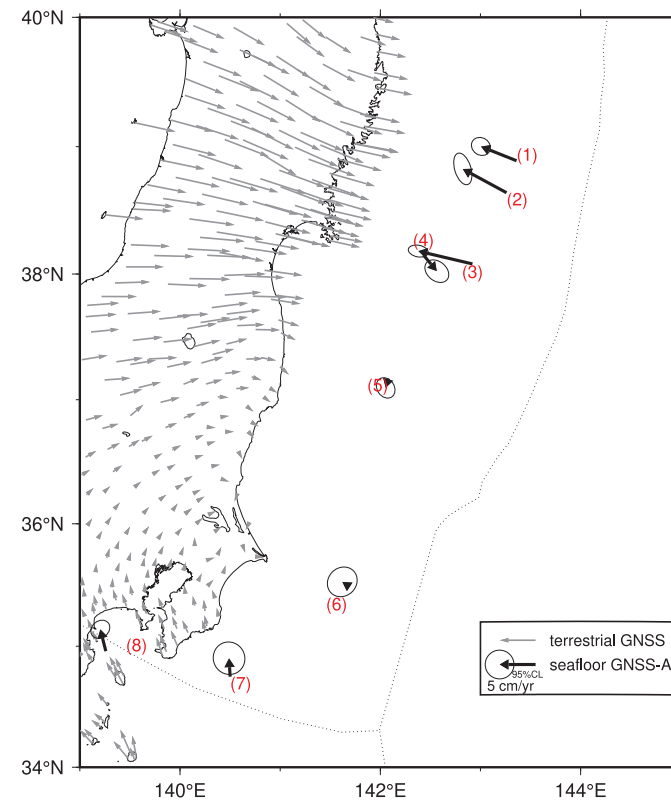 40°N
(1)
(2)
(4)
(3)
38°N
(5)
36°N
(6)
terrestrial GNSS
(8)
seafloor GNSS-A
95%CL
(7)
5 cm/yr
34°N
140°E
142°E
144°E